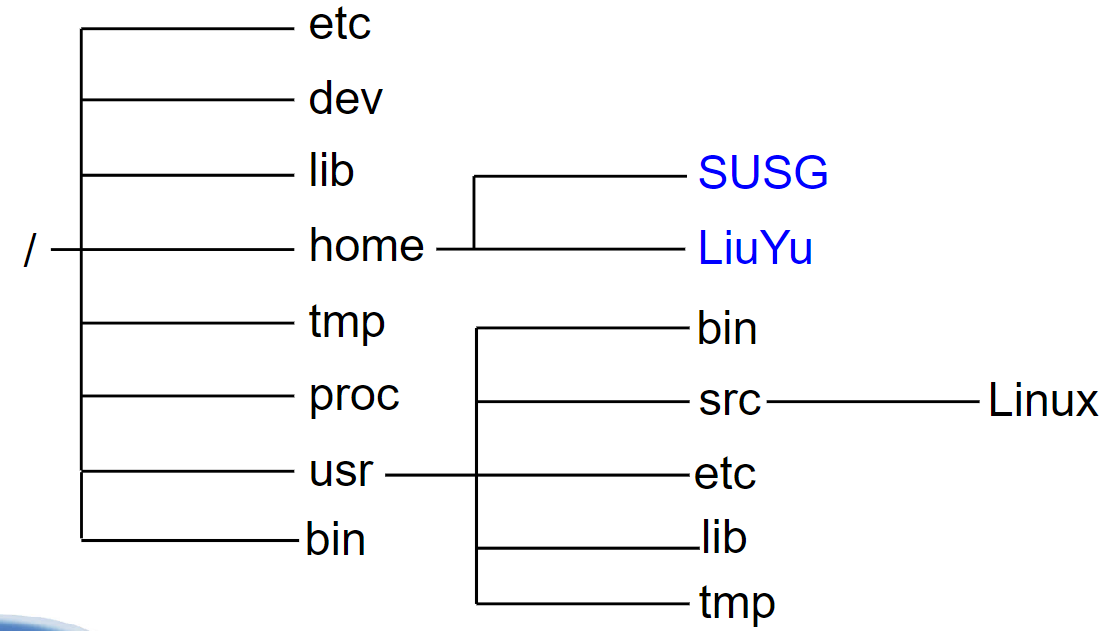 etc
dev
lib
SUSG
/ home LiuYu
tmp
bin
proc
src Linux
usr
etc
bin
lib
tmp